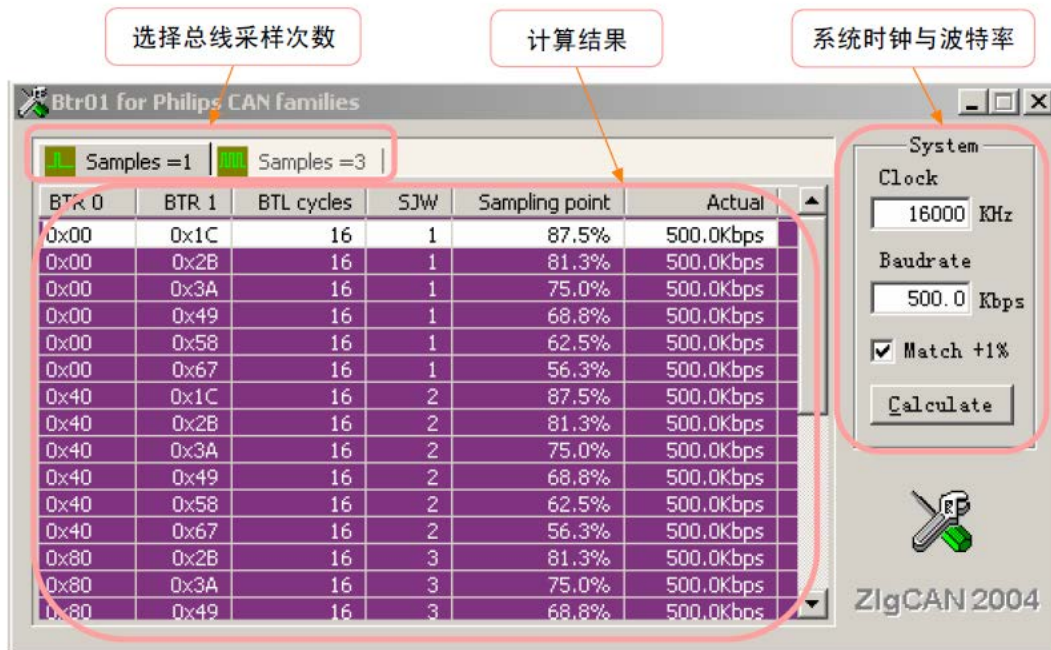 选择总线采样次数
计算结果
系统时钟与波特率
Btr01 for Philips CAN families
Samples =1
Samples =3
BTR 0 BTR 1 BTL cycles SJW Sampling point Actual
0x00 0x1C 16 1 87.5% 500.0Kbps
0x00 0x2B 16 1 81.3% 500.0Kbps
0x00 0x3A 16 1 75.0% 500.0Kbps
0x00 0x49 16 1 68.8% 500.0Kbps
0x00 0x58 16 1 62.5% 500.0Kbps
0x00 0x67 16 1 56.3% 500.0Kbps
0x40 0x1C 16 2 87.5% 500.0Kbps
0x40 0x2B 16 2 81.3% 500.0Kbps
0x40 0x3A 16 2 75.0% 500.0Kbps
0x40 0x49 16 2 68.8% 500.0Kbps
0x40 0x58 16 2 62.5% 500.0Kbps
0x40 0x67 16 2 56.3% 500.0Kbps
0x80 0x2B 16 3 81.3% 500.0Kbps
0x80 0x3A 16 3 75.0% 500.0Kbps
0x80 0x49 16 3 68.8% 500.0Kbps
System
Clock
16000 KHz
Baudrate
500.0 Kbps
Match +1%
Calculate
ZlgCAN 2004